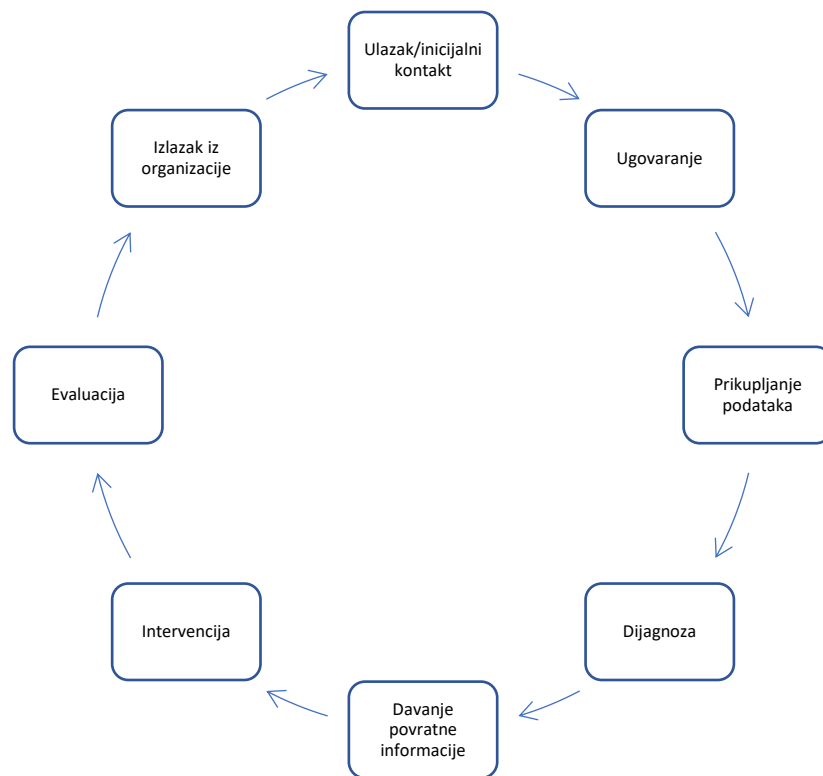 Ulazak/inicijalni
kontakt
Ugovaranje
Prikupljanje
podataka
Dijagnoza
Davanje
povratne
informacije
Intervencija
Evaluacija
Izlazak iz
organizacije